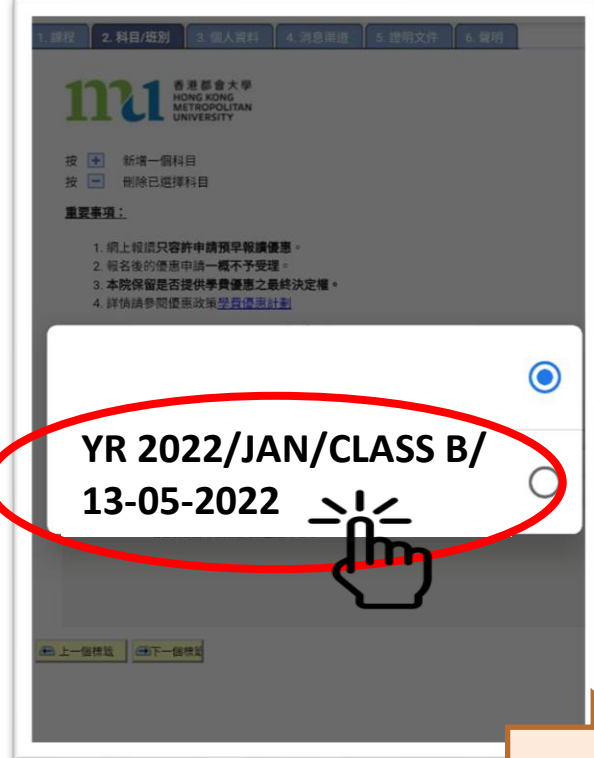 1. 課程 2. 科目/班別 3. 個人資料 4. 消息渠道 5. 證明文件 6. 聲明
mu 香港都會大學
HONG KONG
METROPOLITAN
UNIVERSITY
按 + 新增一個科目
按 − 刪除已選擇科目
重要事項：
1. 網上報讀只容許申請預早報讀優惠。
2. 報名後的優惠申請一概不予受理。
3. 本院保留是否提供學費優惠之最終決定權。
4. 詳情請參閱優惠政策學費優惠計劃
YR 2022/JAN/CLASS B/
13-05-2022
上一個標籤 下一個標籤